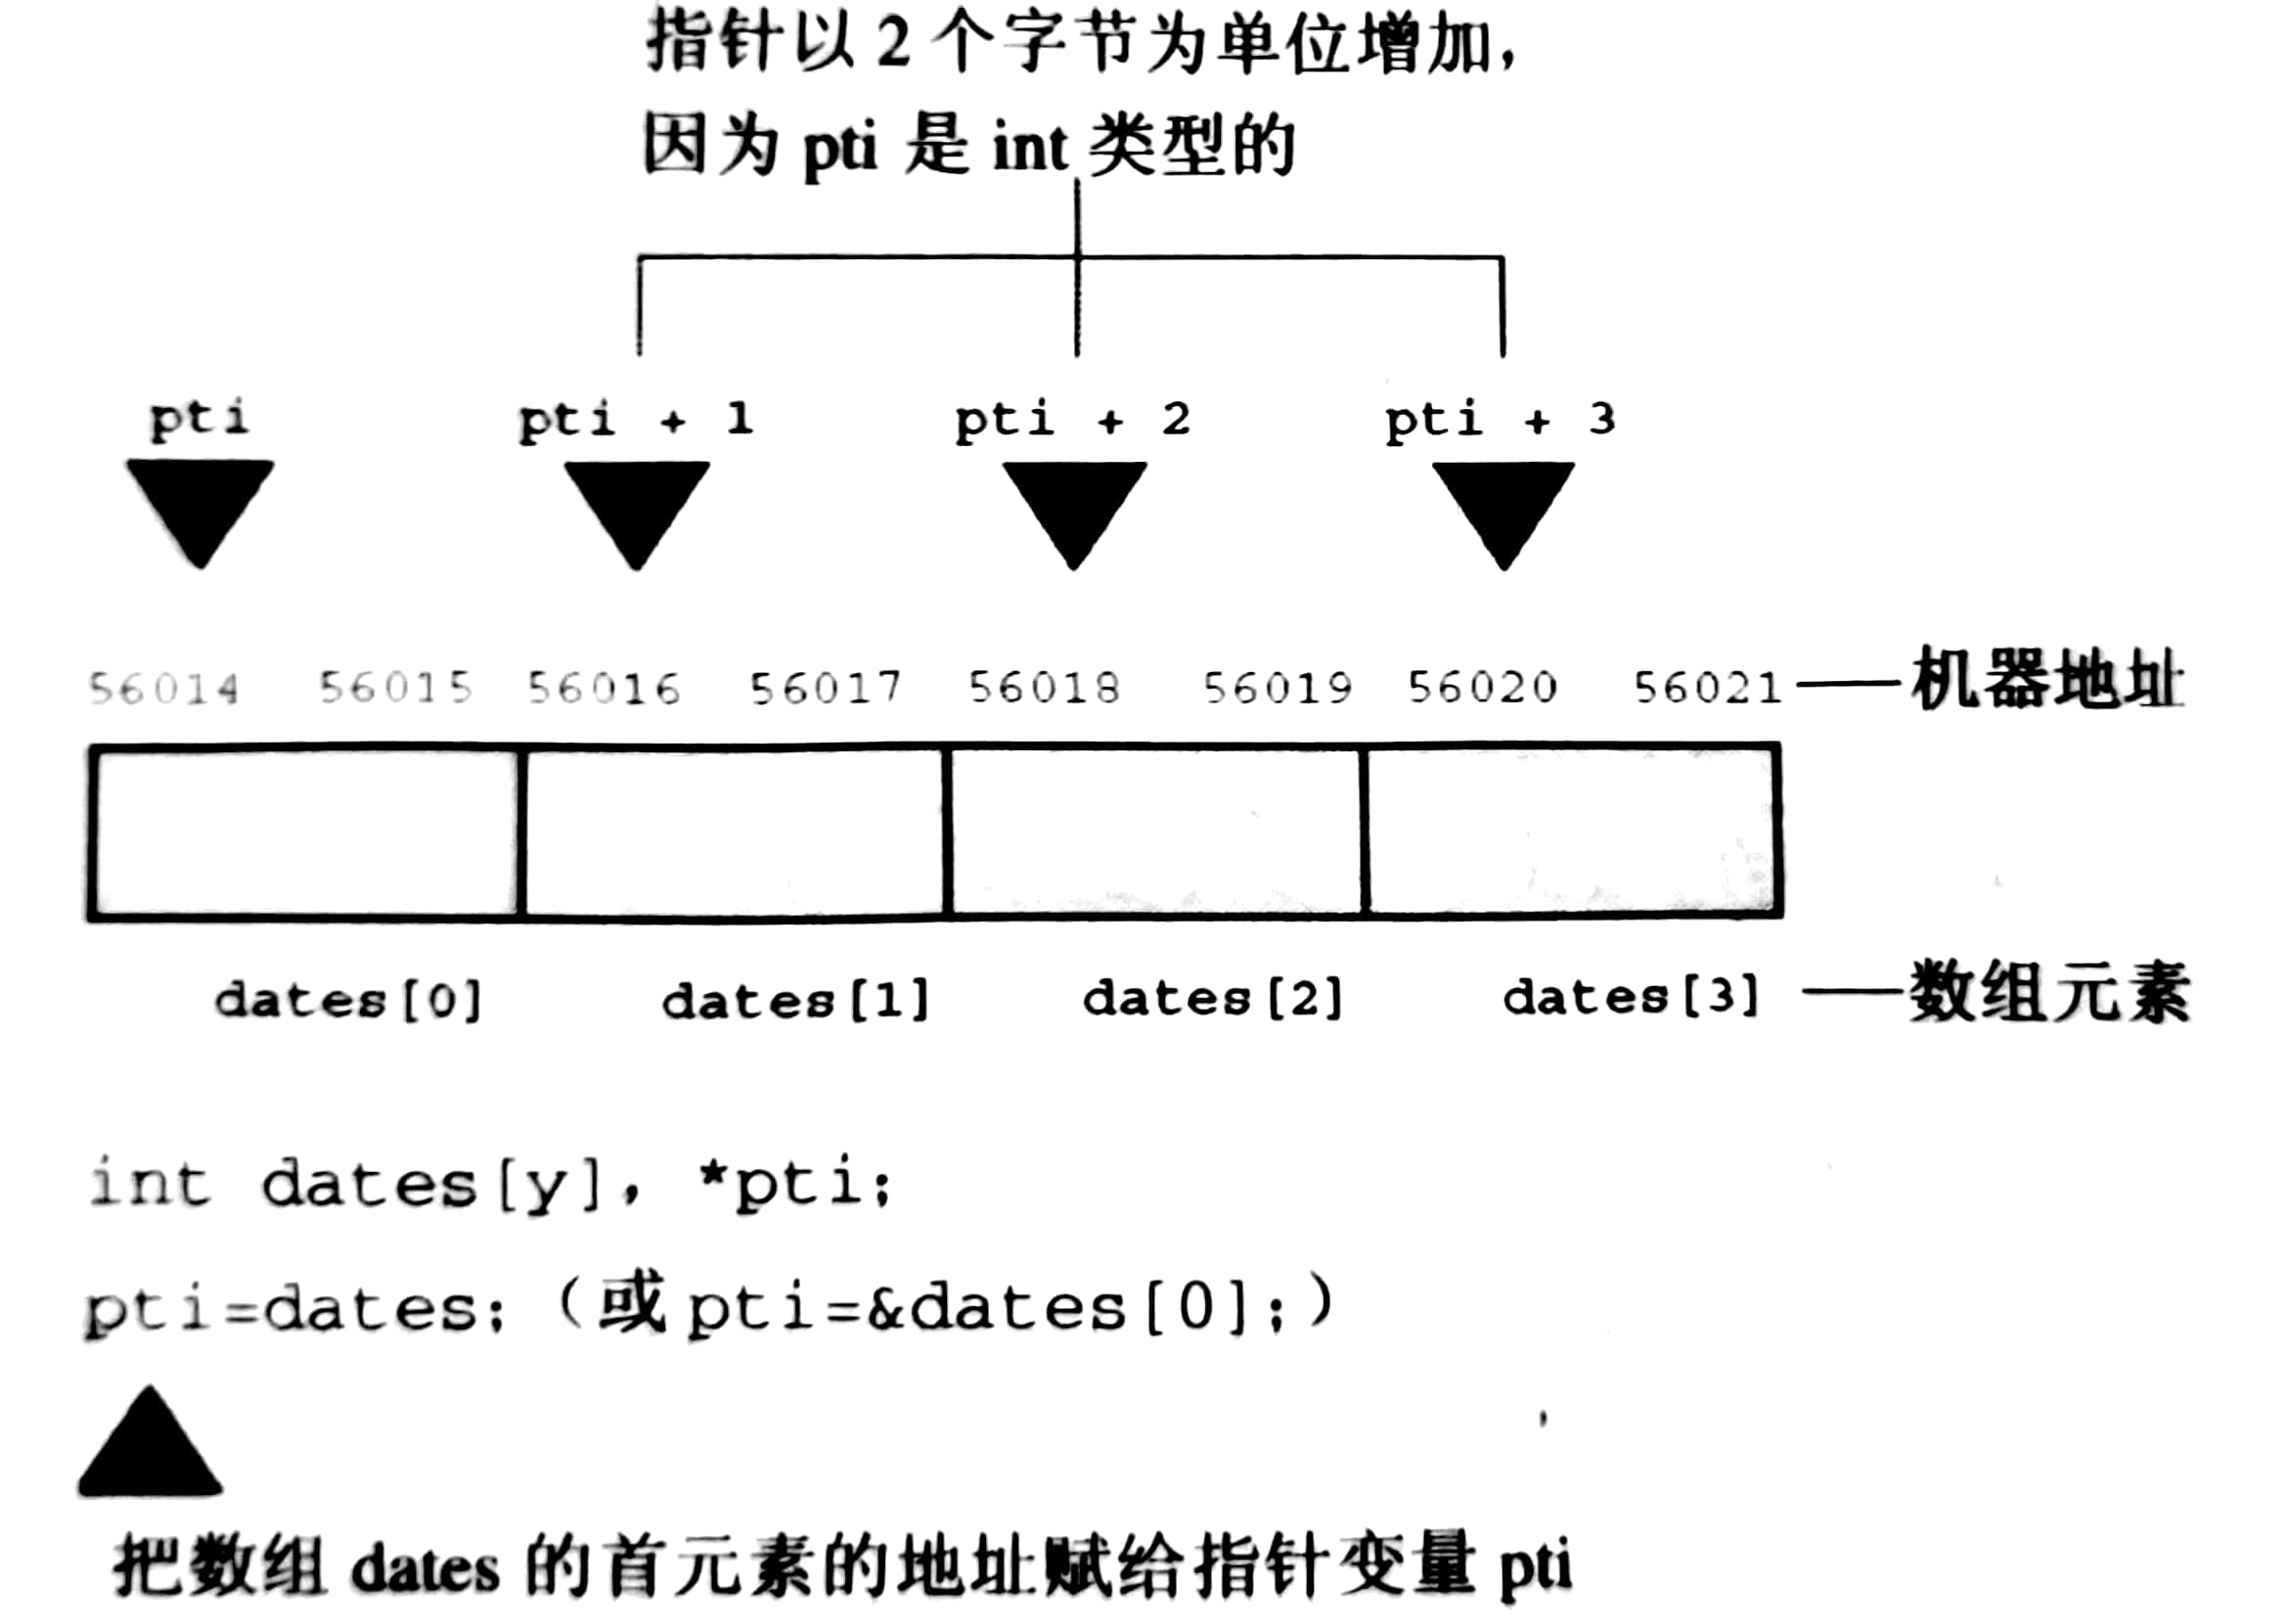 指针以 2 个字节为单位增加，
因为 pti 是 int 类型的
pti pti + 1 pti + 2 pti + 3
56014 56015 56016 56017 56018 56019 56020 56021 机器地址
dates[0] dates[1] dates[2] dates[3] 数组元素
int dates[y], *pti;
pti=dates;（或 pti=&dates[0];）
把数组 dates 的首元素的地址赋给指针变量 pti